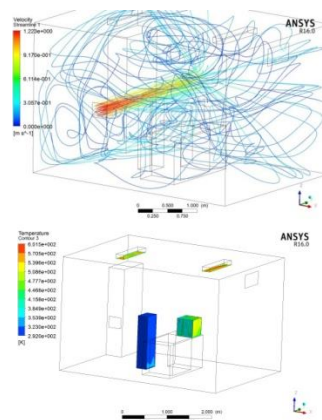 Velocity
Streamline 1
1.222e+000
9.170e-001
6.115e-001
3.057e-001
0.000e+000
[m s^-1]
ANSYS
R16.0
0 0.500 1.000 (m)
0.250 0.750
Temperature
Contour 3
6.015e+002
5.705e+002
5.396e+002
5.086e+002
4.777e+002
4.468e+002
4.158e+002
3.849e+002
3.539e+002
3.230e+002
2.920e+002
[K]
ANSYS
R16.0
0 1.000 2.000 (m)